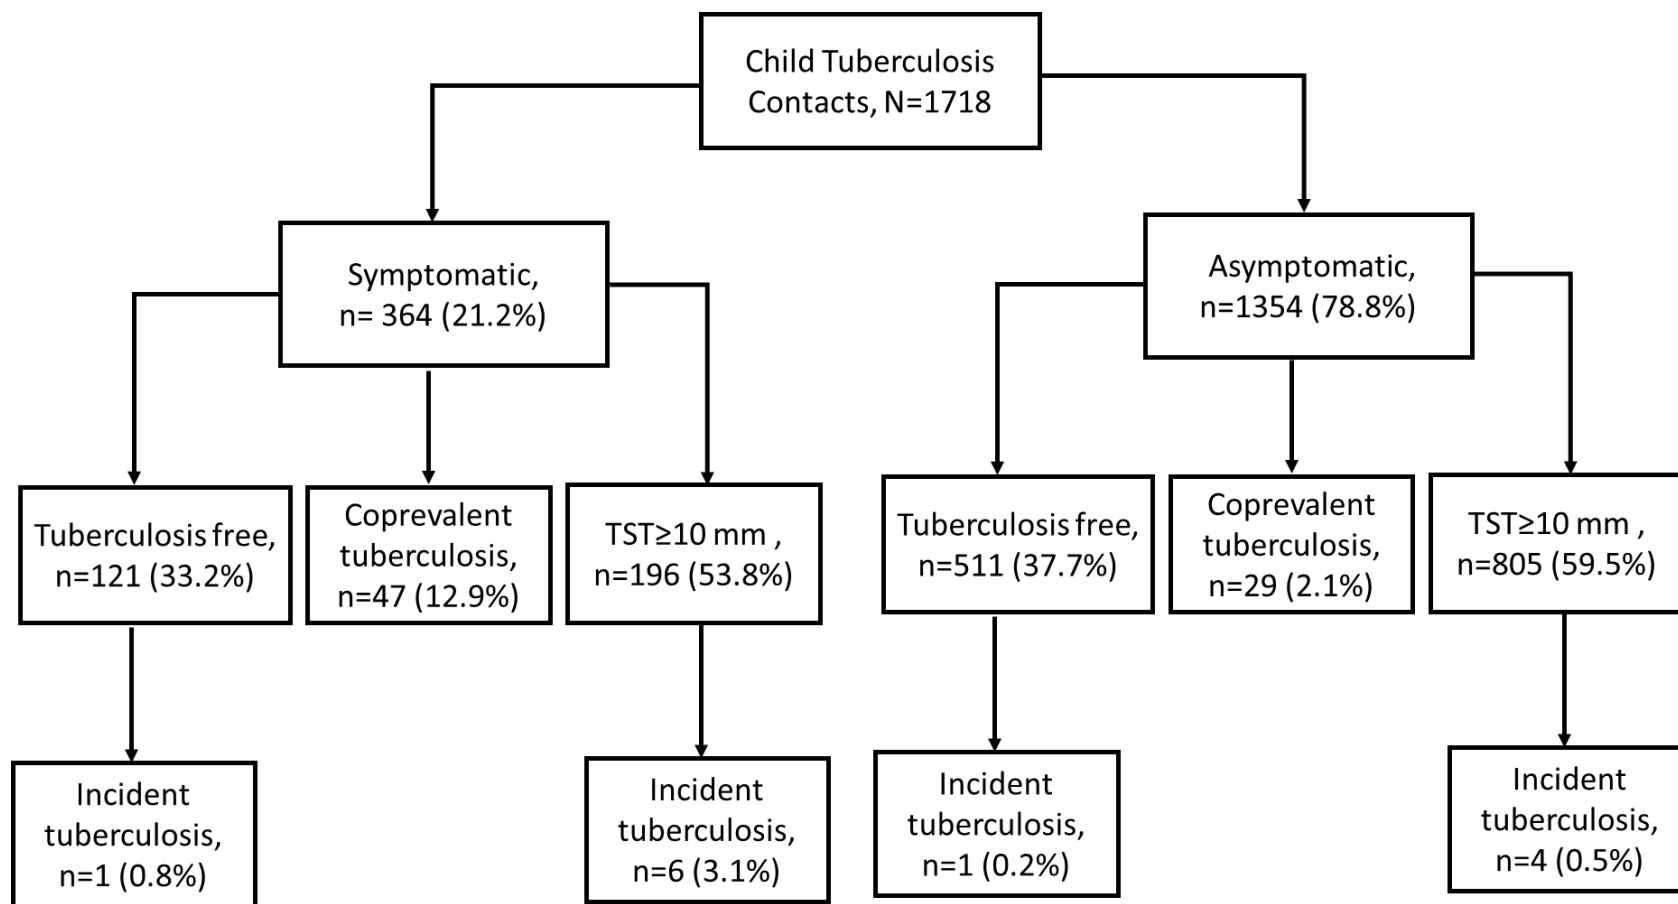 Child Tuberculosis
Contacts, N=1718
Symptomatic,
n= 364 (21.2%)
Asymptomatic,
n=1354 (78.8%)
Tuberculosis free,
n=121 (33.2%)
Coprevalent
tuberculosis,
n=47 (12.9%)
TST≥10 mm ,
n=196 (53.8%)
Tuberculosis free,
n=511 (37.7%)
Coprevalent
tuberculosis,
n=29 (2.1%)
TST≥10 mm ,
n=805 (59.5%)
Incident
tuberculosis,
n=1 (0.8%)
Incident
tuberculosis,
n=6 (3.1%)
Incident
tuberculosis,
n=1 (0.2%)
Incident
tuberculosis,
n=4 (0.5%)